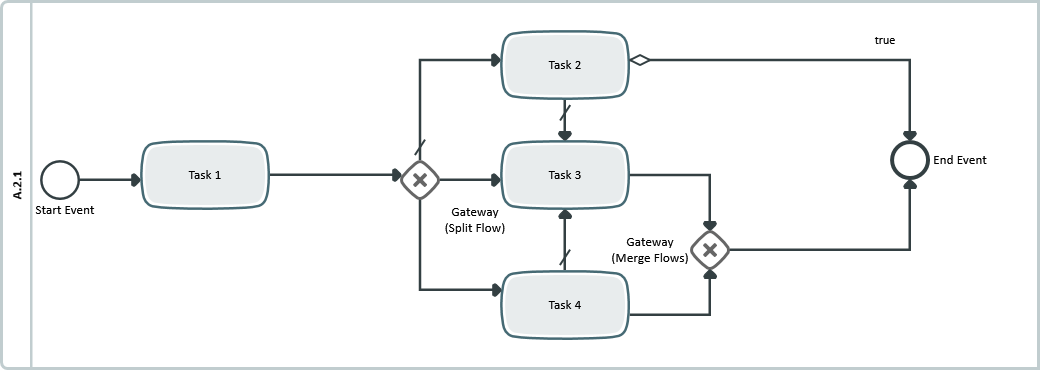 A.2.1
Start Event
Task 1
Gateway
(Split Flow)
Task 2
Task 3
Task 4
Gateway
(Merge Flows)
true
End Event